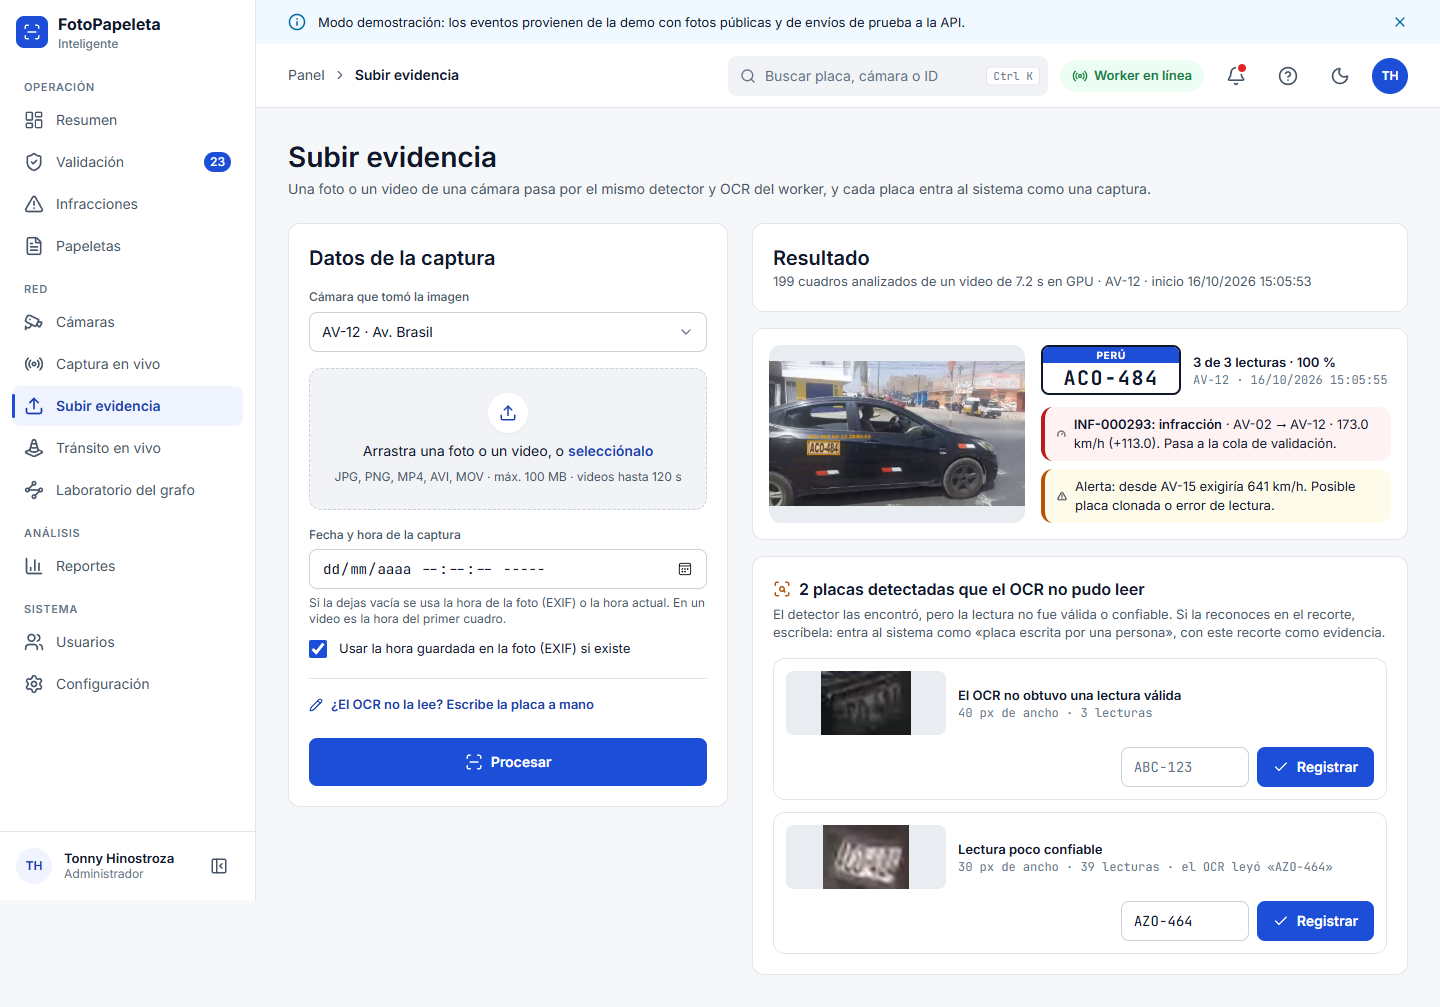 FotoPapeleta
Inteligente
OPERACIÓN
Resumen
Validación 23
Infracciones
Papeletas
RED
Cámaras
Captura en vivo
Subir evidencia
Tránsito en vivo
Laboratorio del grafo
ANÁLISIS
Reportes
SISTEMA
Usuarios
Configuración
TH Tonny Hinostroza
Administrador
Modo demostración: los eventos provienen de la demo con fotos públicas y de envíos de prueba a la API.
Panel > Subir evidencia
Buscar placa, cámara o ID Ctrl K
Worker en línea
TH
Subir evidencia
Una foto o un video de una cámara pasa por el mismo detector y OCR del worker, y cada placa entra al sistema como una captura.
Datos de la captura
Cámara que tomó la imagen
AV-12 · Av. Brasil
Arrastra una foto o un video, o selecciónalo
JPG, PNG, MP4, AVI, MOV · máx. 100 MB · videos hasta 120 s
Fecha y hora de la captura
dd/mm/aaaa --:--:-- -----
Si la dejas vacía se usa la hora de la foto (EXIF) o la hora actual. En un
video es la hora del primer cuadro.
Usar la hora guardada en la foto (EXIF) si existe
¿El OCR no la lee? Escribe la placa a mano
Procesar
Resultado
199 cuadros analizados de un video de 7.2 s en GPU · AV-12 · inicio 16/10/2026 15:05:53
ACO-484
PERÚ
ACO-484
3 de 3 lecturas · 100 %
AV-12 · 16/10/2026 15:05:55
INF-000293: infracción · AV-02 → AV-12 · 173.0
km/h (+113.0). Pasa a la cola de validación.
Alerta: desde AV-15 exigiría 641 km/h. Posible
placa clonada o error de lectura.
2 placas detectadas que el OCR no pudo leer
El detector las encontró, pero la lectura no fue válida o confiable. Si la reconoces en el recorte,
escríbela: entra al sistema como «placa escrita por una persona», con este recorte como evidencia.
El OCR no obtuvo una lectura válida
40 px de ancho · 3 lecturas
ABC-123
Registrar
Lectura poco confiable
30 px de ancho · 39 lecturas · el OCR leyó «AZO-464»
AZO-464
Registrar